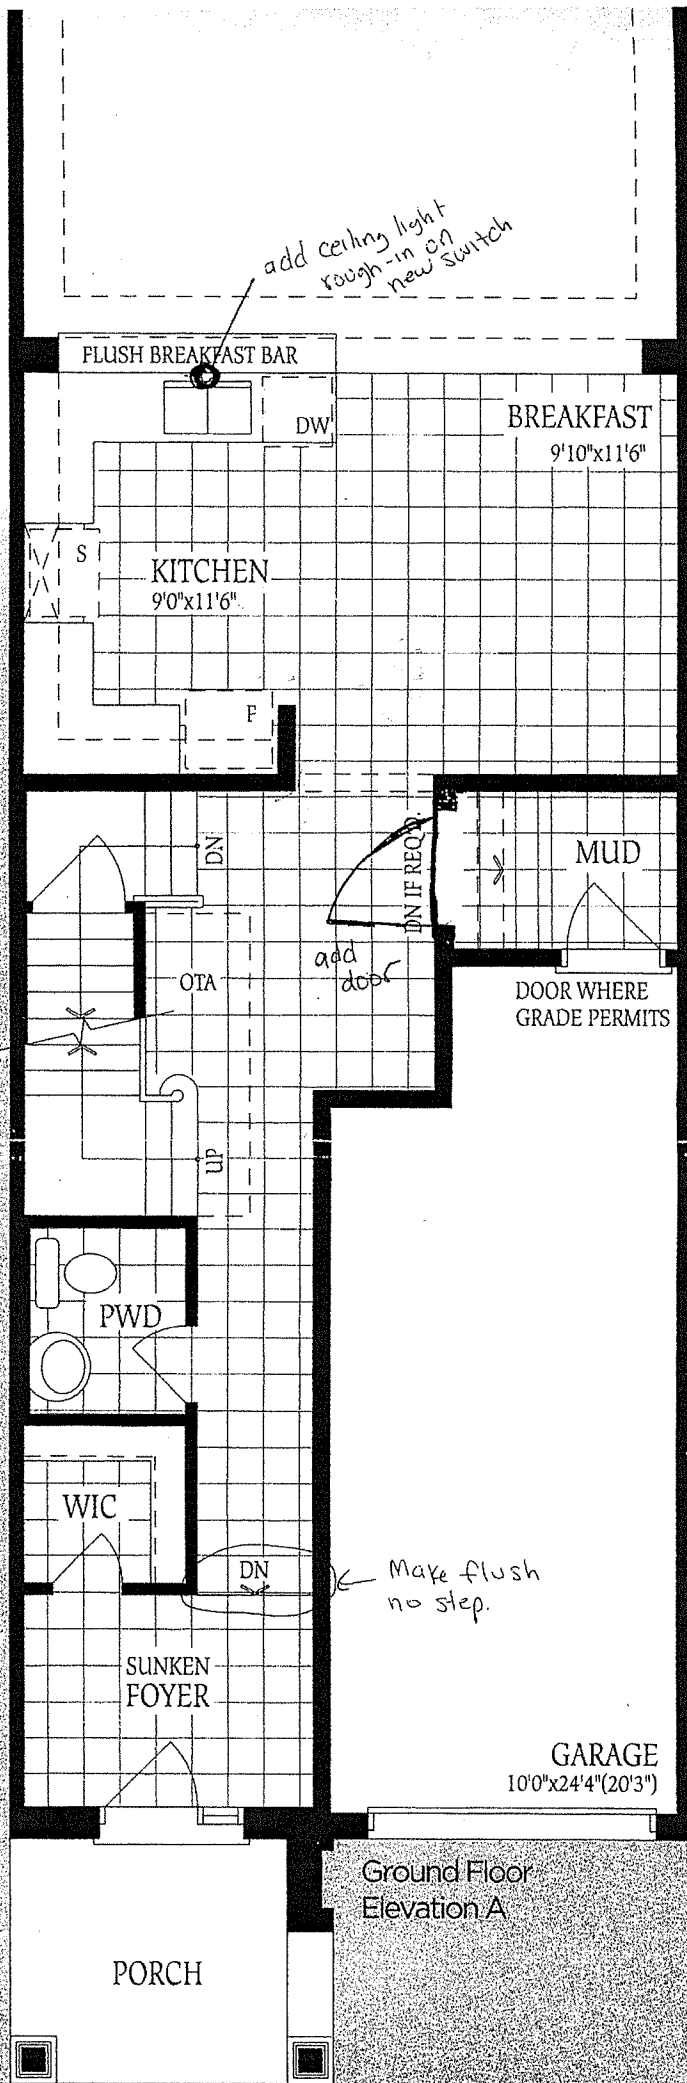 add ceiling light
rough-in on
new switch
FLUSH BREAKFAST BAR
DW
BREAKFAST
9'10"x11'6"
S
KITCHEN
9'0"x11'6"
F
DN
DN IF REQ'D.
MUD
add
door
OTA
DOOR WHERE
GRADE PERMITS
UP
PWD
WIC
DN
Make flush
no step.
SUNKEN
FOYER
GARAGE
10'0"x24'4"(20'3")
Ground Floor
Elevation A
PORCH